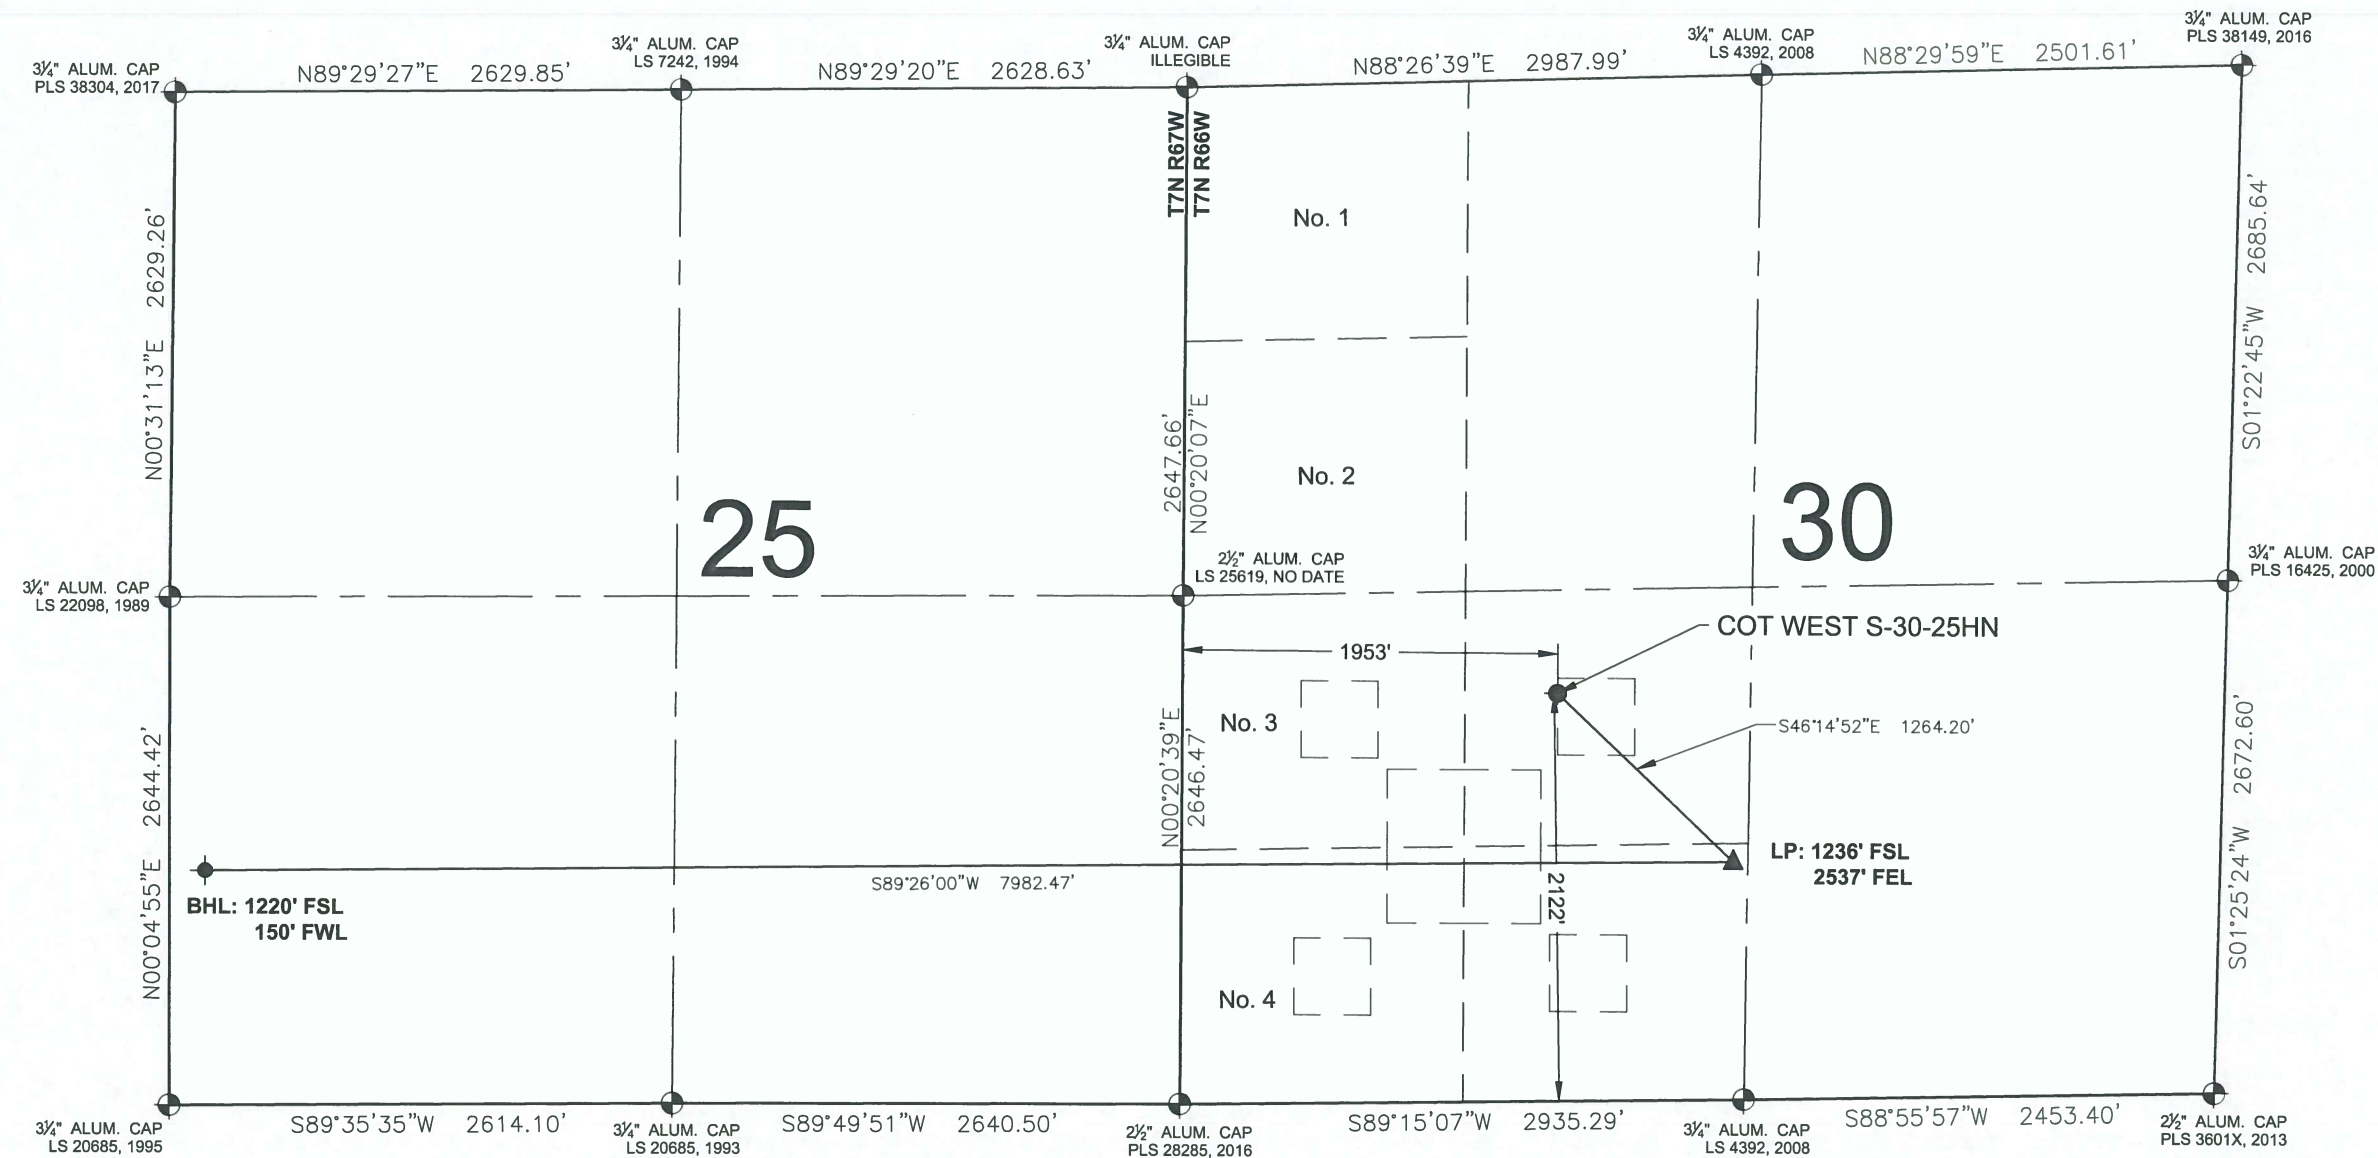 3¼" ALUM. CAP
PLS 38304, 2017
N89°29'27"E 2629.85'
3¼" ALUM. CAP
LS 7242, 1994
N89°29'20"E 2628.63'
3¼" ALUM. CAP
ILLEGIBLE
N88°26'39"E 2987.99'
3¼" ALUM. CAP
LS 4392, 2008
N88°29'59"E 2501.61'
3¼" ALUM. CAP
PLS 38149, 2016
T7N R67W
T7N R66W
No. 1
N00°31'13"E 2629.26'
2647.66'
N00°20'07"E
S01°22'45"W 2685.64'
No. 2
25
30
3¼" ALUM. CAP
LS 22098, 1989
2½" ALUM. CAP
LS 25619, NO DATE
3¼" ALUM. CAP
PLS 16425, 2000
COT WEST S-30-25HN
1953'
No. 3
S46°14'52"E 1264.20'
N00°04'55"E 2644.42'
N00°20'39"E
2646.47'
S01°25'24"W 2672.60'
LP: 1236' FSL
2537' FEL
S89°26'00"W 7982.47'
2122'
BHL: 1220' FSL
150' FWL
No. 4
3¼" ALUM. CAP
LS 20685, 1995
S89°35'35"W 2614.10'
3¼" ALUM. CAP
LS 20685, 1993
S89°49'51"W 2640.50'
2½" ALUM. CAP
PLS 28285, 2016
S89°15'07"W 2935.29'
3¼" ALUM. CAP
LS 4392, 2008
S88°55'57"W 2453.40'
2½" ALUM. CAP
PLS 3601X, 2013